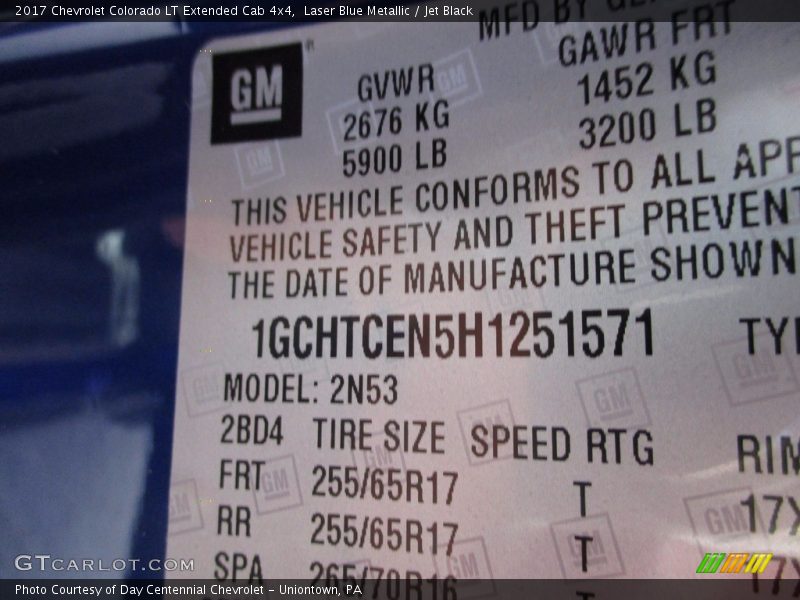 2017 Chevrolet Colorado LT Extended Cab 4x4, Laser Blue Metallic / Jet Black
MFD BY
GM
GVWR
GAWR FRT
2676 KG
1452 KG
5900 LB
3200 LB
THIS VEHICLE CONFORMS TO ALL
VEHICLE SAFETY AND THEFT PREVENT
THE DATE OF MANUFACTURE SHOWN
1GCHTCEN5H1251571
MODEL: 2N53
2BD4 TIRE SIZE SPEED RTG RIM
FRT 255/65R17 T 17X
RR 255/65R17 T 17X
SPA 265/70R16
GTCARLOT.COM
Photo Courtesy of Day Centennial Chevrolet - Uniontown, PA